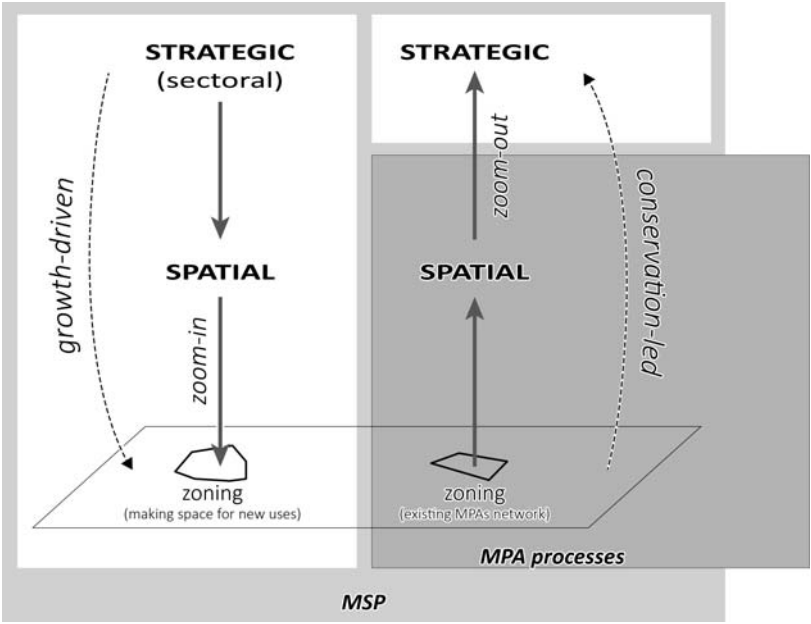 STRATEGIC
(sectoral)
growth-driven
SPATIAL
zoom-in
zoning
(making space for new uses)
STRATEGIC
zoom-out
conservation-led
SPATIAL
zoning
(existing MPAs network)
MPA processes
MSP